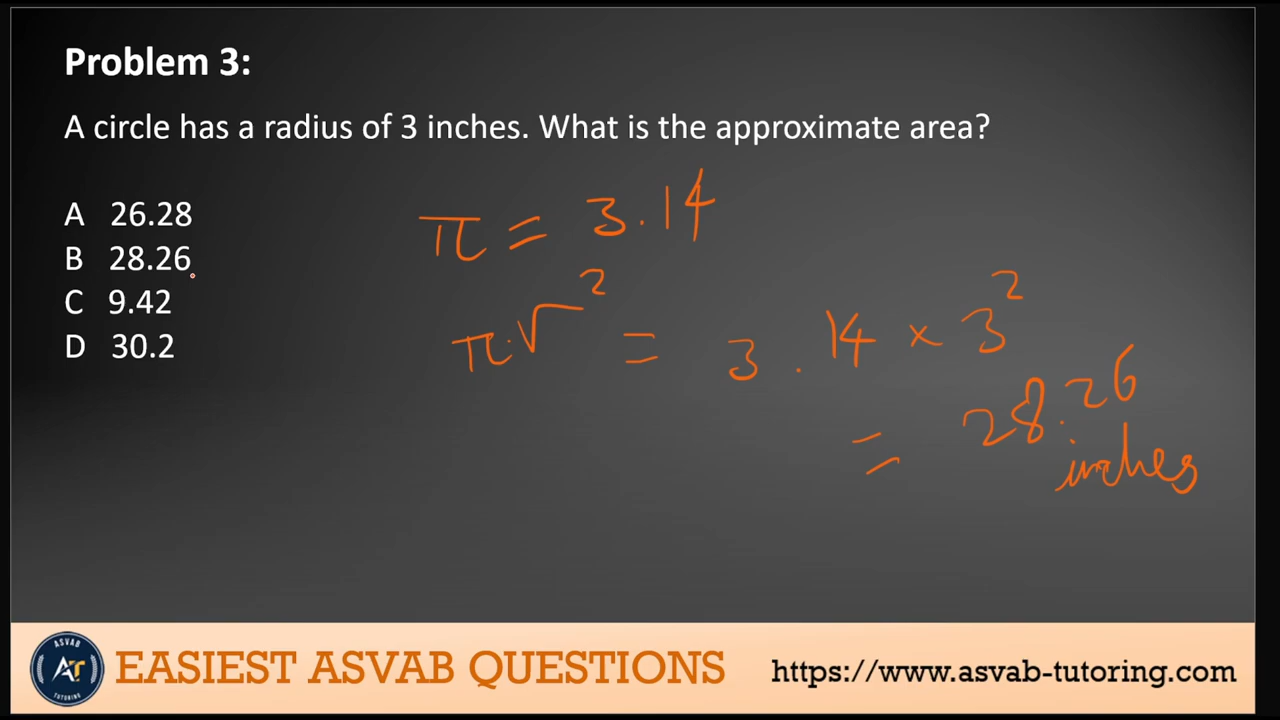 Problem 3:
A circle has a radius of 3 inches. What is the approximate area?
A 26.28
B 28.26
C 9.42
D 30.2
π = 3.14
πr² = 3.14 × 3²
= 28.26
inches
ASVAB
AT
TUTORING
EASIEST ASVAB QUESTIONS
https://www.asvab-tutoring.com